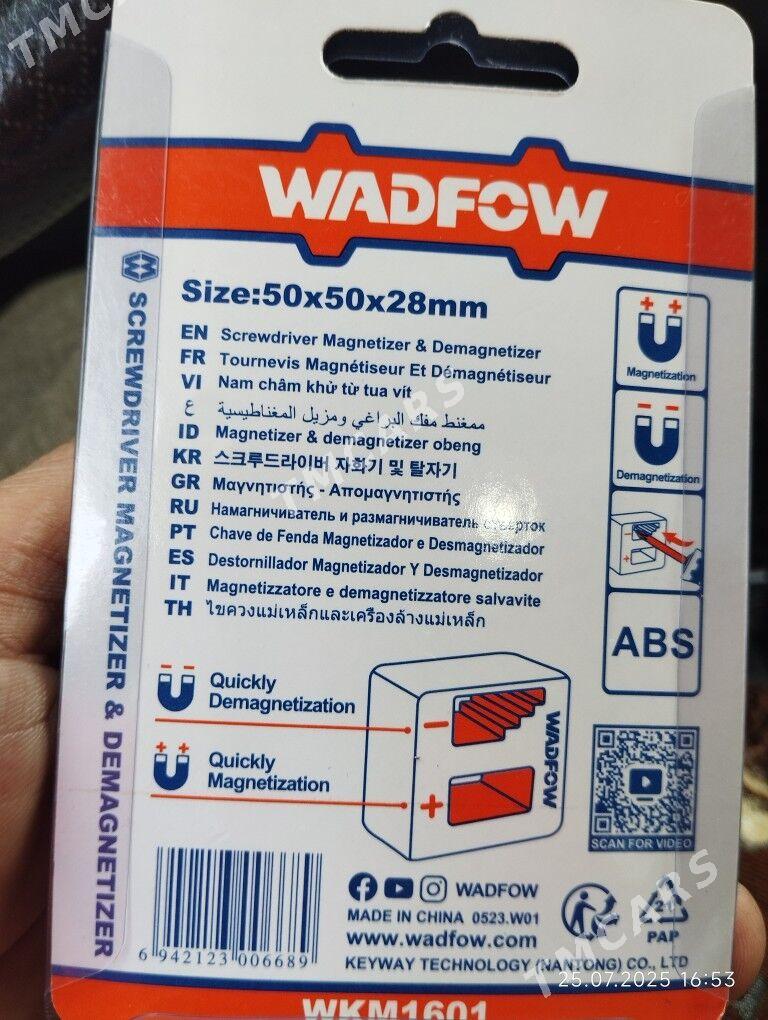 WADFOW
SCREWDRIVER MAGNETIZER & DEMAGNETIZER
Size:50x50x28mm
EN Screwdriver Magnetizer & Demagnetizer
FR Tournevis Magnétiseur Et Démagnétiseur
VI Nam châm khử từ tua vít
ع ممغنط مفك البراغي ومزيل المغناطيسية
ID Magnetizer & demagnetizer obeng
KR 스크루드라이버 자화기 및 탈자기
GR Μαγνητιστής - Απομαγνητιστής
RU Намагничиватель и размагничиватель отверток
PT Chave de Fenda Magnetizador e Desmagnetizador
ES Destornillador Magnetizador Y Desmagnetizador
IT Magnetizzatore e demagnetizzatore salvavite
TH ไขควงแม่เหล็กและเครื่องล้างแม่เหล็ก
Magnetization
Demagnetization
ABS
Quickly
Demagnetization
Quickly
Magnetization
WADFOW
SCAN FOR VIDEO
6 942123 006689
WADFOW
MADE IN CHINA 0523.W01
www.wadfow.com
KEYWAY TECHNOLOGY (NANTONG) CO., LTD
21
PAP
WKM1601
25.07.2025 16:53
TMCARS
TMCARS
TMCARS